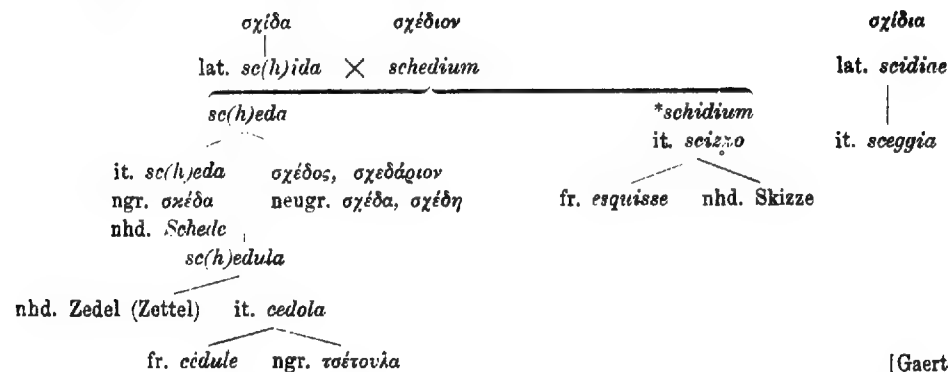 σχίδα σχέδιον σχίδια
lat. sc(h)ida × schedium lat. scidiae
sc(h)eda *schidium
it. scizzo it. sceggia
it. sc(h)eda σχέδος, σχεδάριον
ngr. σκέδα neugr. σχέδα, σχέδη fr. esquisse nhd. Skizze
nhd. Schede
sc(h)edula
nhd. Zedel (Zettel) it. cedola
fr. cédule ngr. τσέτουλα [Gaert